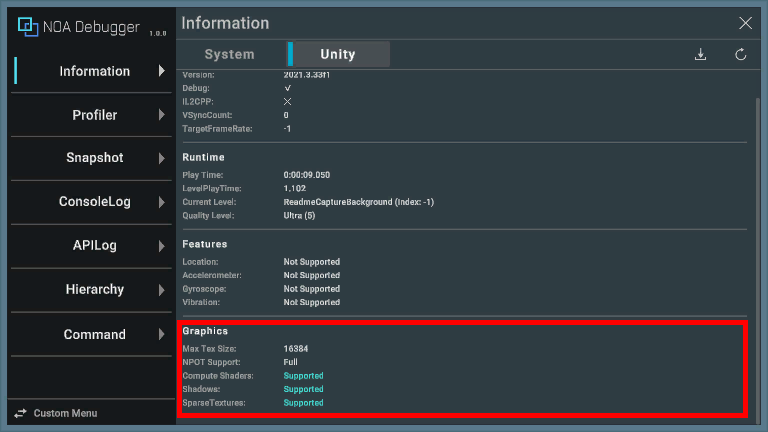 NOA Debugger 1.0.0
Information
Profiler
Snapshot
ConsoleLog
APILog
Hierarchy
Command
Custom Menu
Information
System Unity
Version: 2021.3.33f1
Debug: ✓
IL2CPP: ✕
VSyncCount: 0
TargetFrameRate: -1
Runtime
Play Time: 0:00:09.050
LevelPlayTime: 1.102
Current Level: ReadmeCaptureBackground (Index: -1)
Quality Level: Ultra (5)
Features
Location: Not Supported
Accelerometer: Not Supported
Gyroscope: Not Supported
Vibration: Not Supported
Graphics
Max Tex Size: 16384
NPOT Support: Full
Compute Shaders: Supported
Shadows: Supported
SparseTextures: Supported